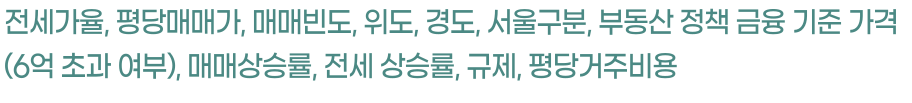 전세가율, 평당매매가, 매매빈도, 위도, 경도, 서울구분, 부동산 정책 금융 기준 가격
(6억 초과 여부), 매매상승률, 전세 상승률, 규제, 평당거주비용